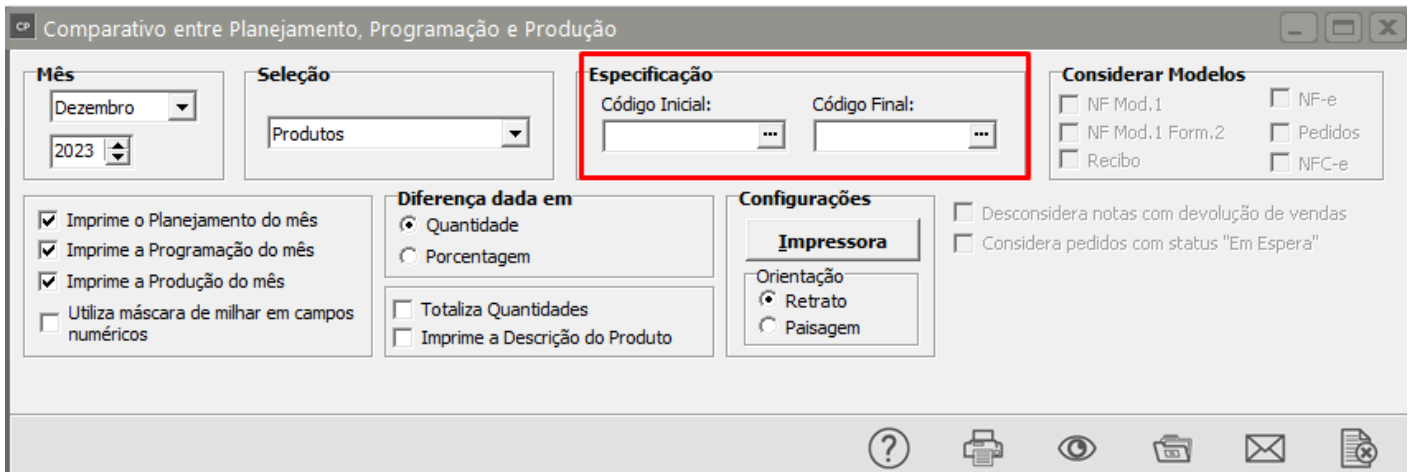 CP Comparativo entre Planejamento, Programação e Produção
Mês
Dezembro
2023
Seleção
Produtos
Especificação
Código Inicial: Código Final:
... ...
Considerar Modelos
NF Mod.1 NF-e
NF Mod.1 Form.2 Pedidos
Recibo NFC-e
Imprime o Planejamento do mês
Imprime a Programação do mês
Imprime a Produção do mês
Utiliza máscara de milhar em campos
numéricos
Diferença dada em
Quantidade
Porcentagem
Totaliza Quantidades
Imprime a Descrição do Produto
Configurações
Impressora
Orientação
Retrato
Paisagem
Desconsidera notas com devolução de vendas
Considera pedidos com status "Em Espera"
?